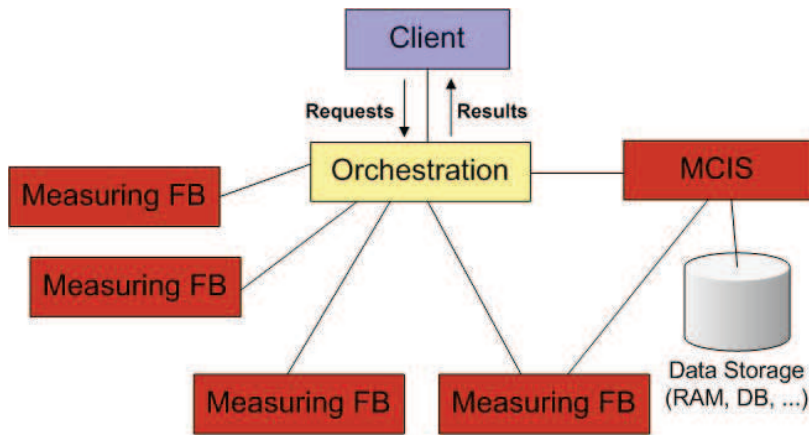 Client
Requests
Results
Orchestration
MCIS
Measuring FB
Measuring FB
Measuring FB
Measuring FB
Data Storage
(RAM, DB, ...)